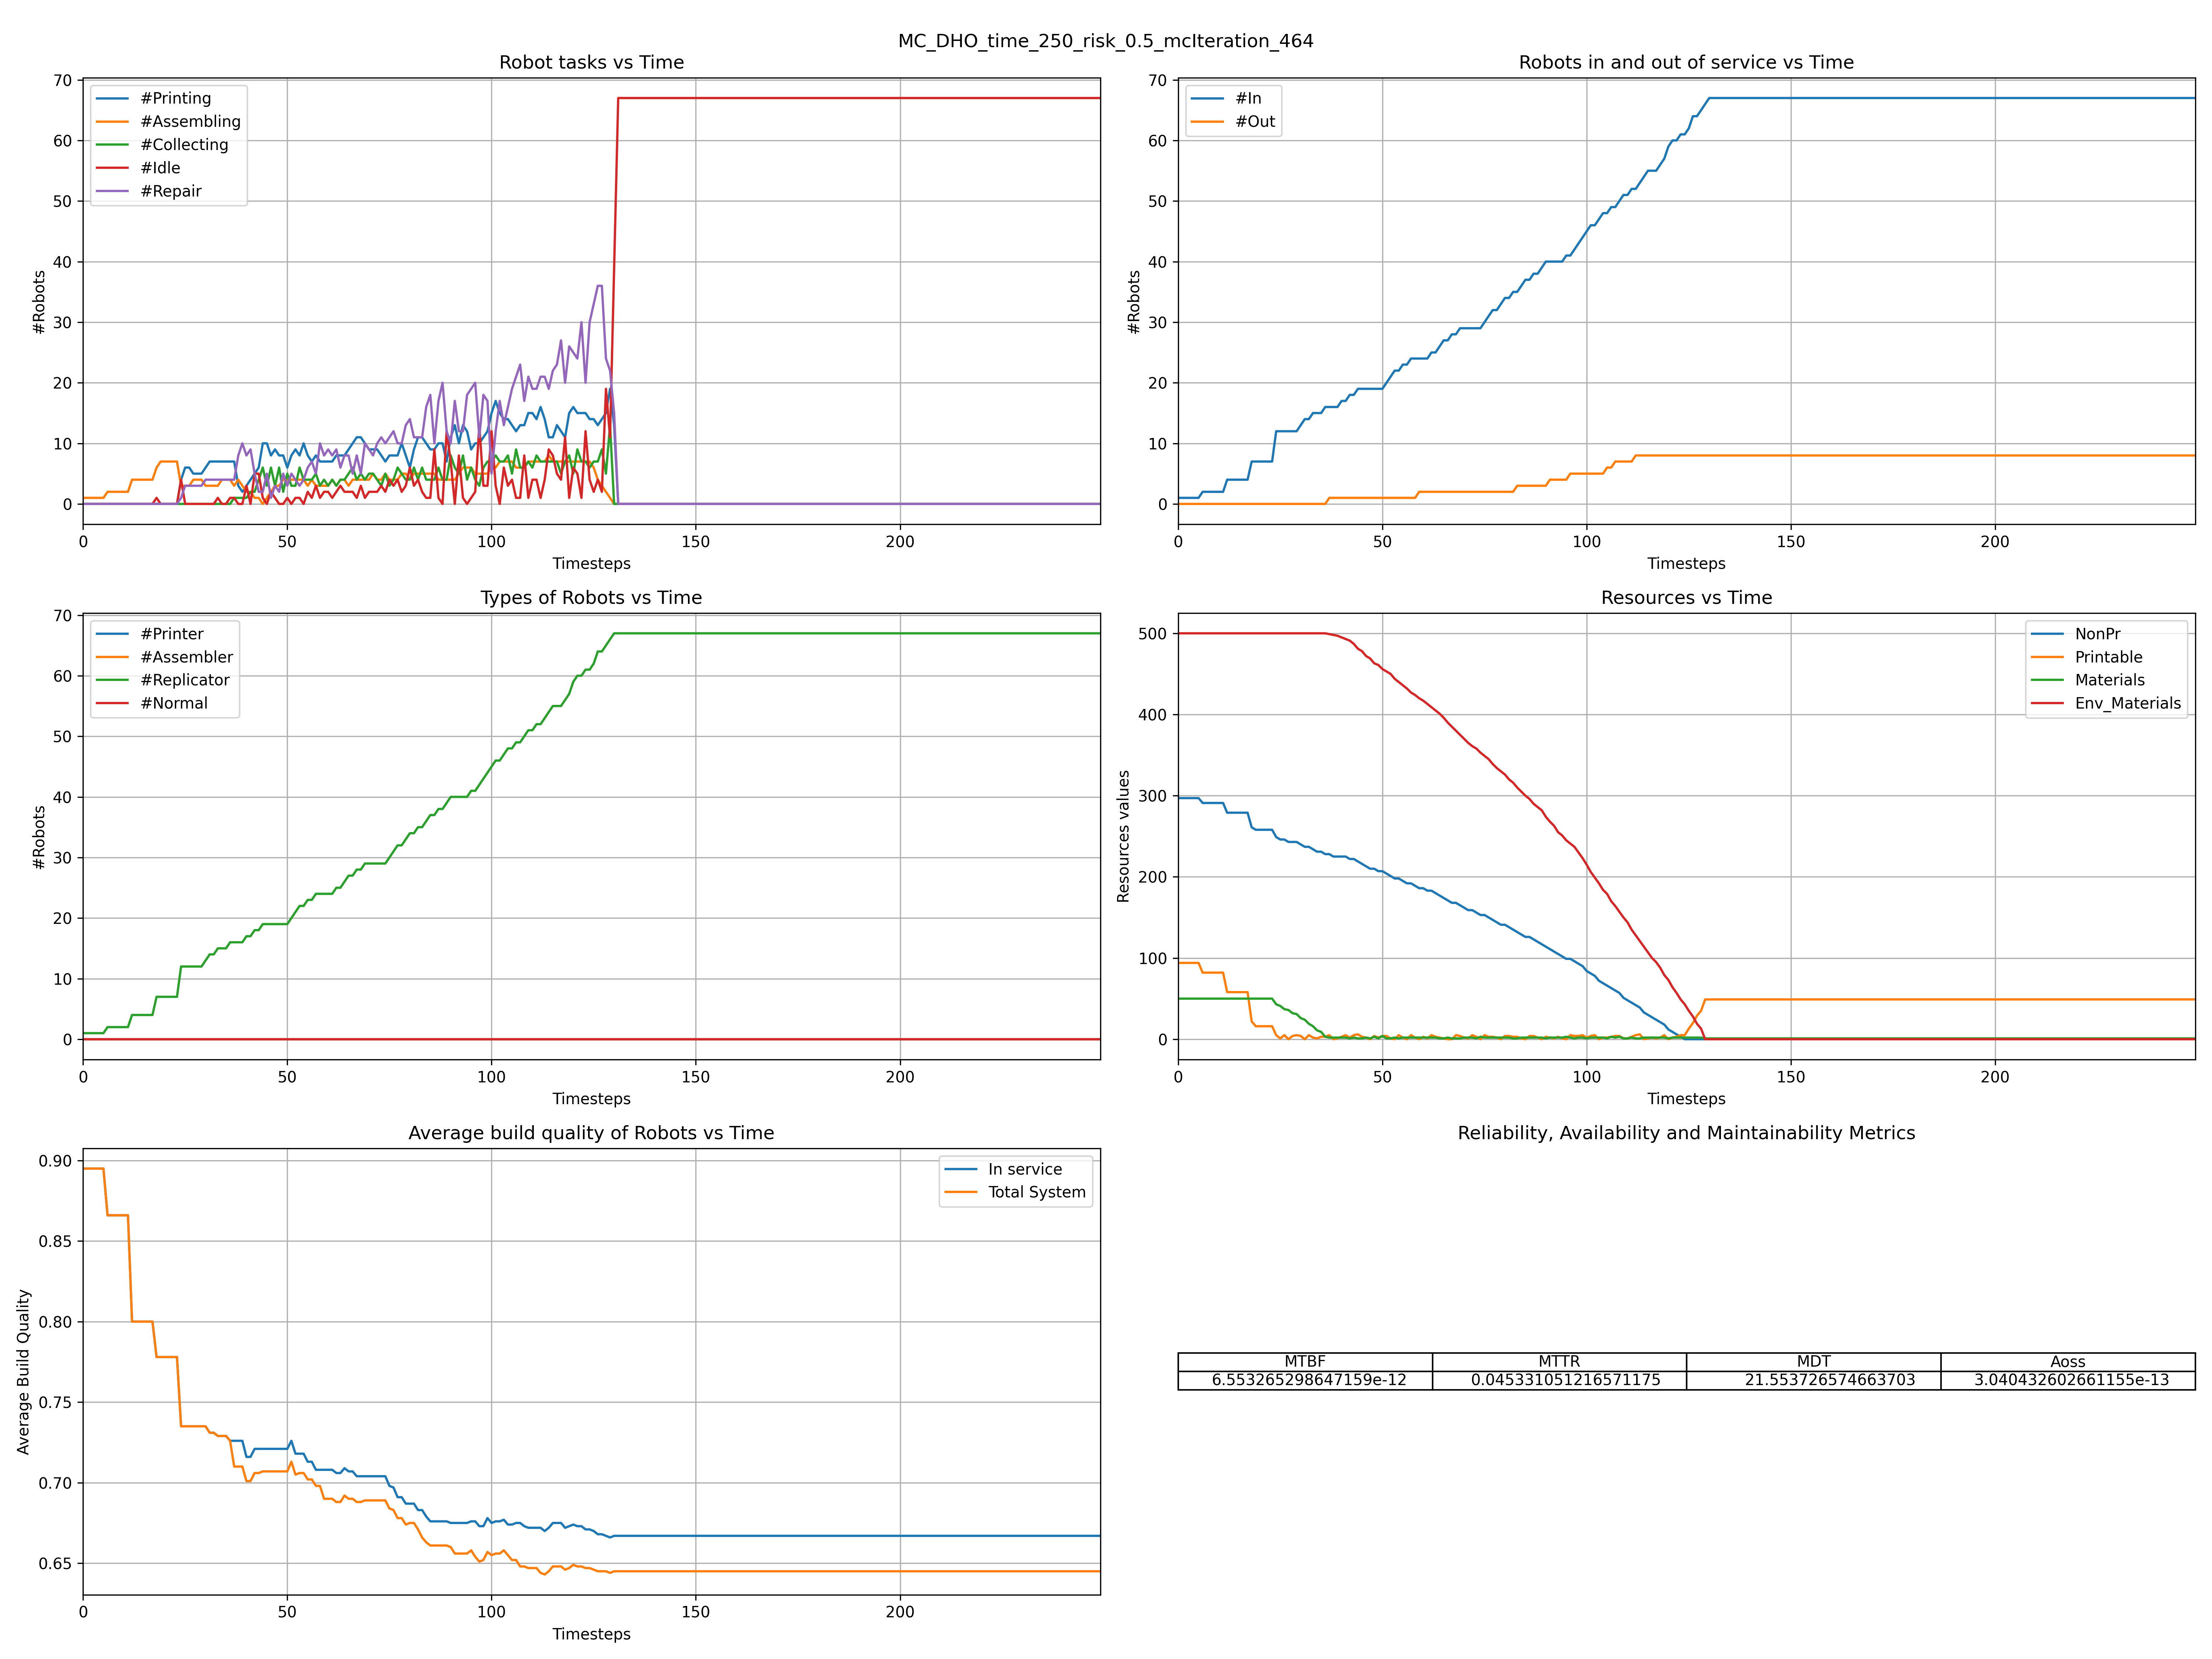 MC_DHO_time_250_risk_0.5_mcIteration_464
Robot tasks vs Time
70
60
50
40
30
20
10
0
#Robots
#Printing
#Assembling
#Collecting
#Idle
#Repair
0 50 100 150 200
Timesteps
Robots in and out of service vs Time
70
60
50
40
30
20
10
0
#Robots
#In
#Out
0 50 100 150 200
Timesteps
Types of Robots vs Time
70
60
50
40
30
20
10
0
#Robots
#Printer
#Assembler
#Replicator
#Normal
0 50 100 150 200
Timesteps
Resources vs Time
500
400
300
200
100
0
Resources values
NonPr
Printable
Materials
Env_Materials
0 50 100 150 200
Timesteps
Average build quality of Robots vs Time
0.90
0.85
0.80
0.75
0.70
0.65
Average Build Quality
In service
Total System
0 50 100 150 200
Timesteps
Reliability, Availability and Maintainability Metrics
MTBF MTTR MDT Aoss
6.553265298647159e-12 0.045331051216571175 21.553726574663703 3.040432602661155e-13